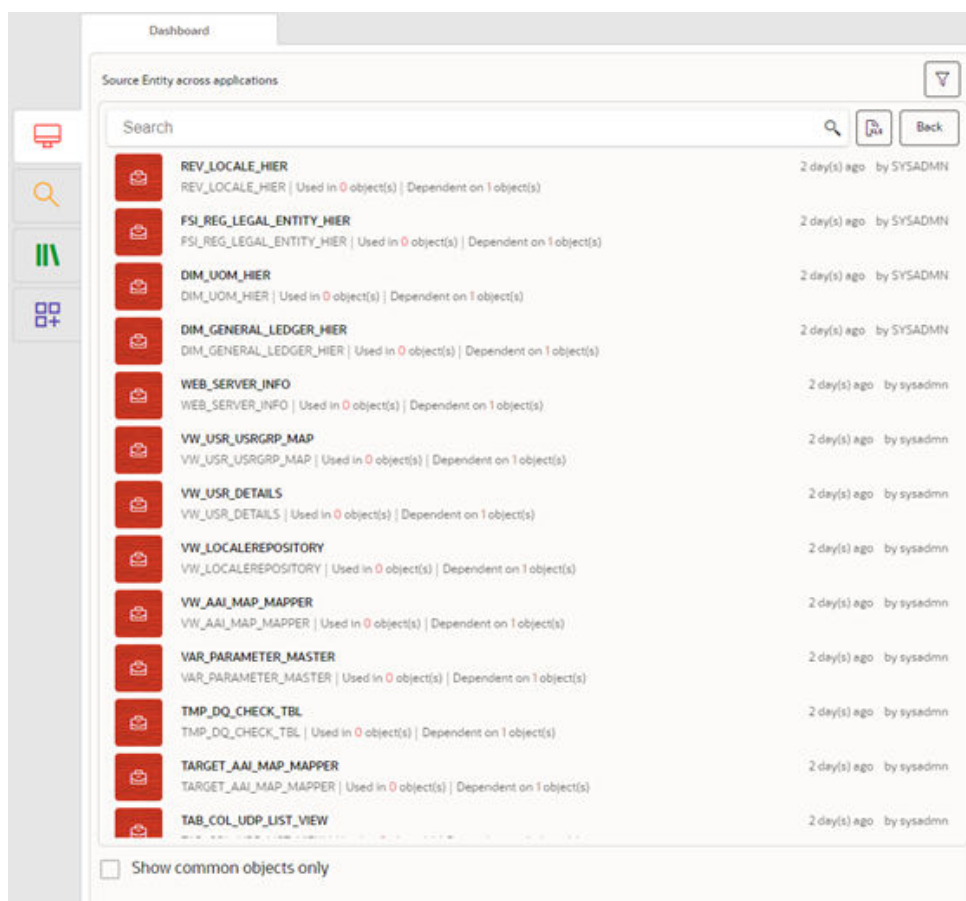 Dashboard
Source Entity across applications
Search
XLS
Back
REV_LOCALE_HIER 2 day(s) ago by SYSADMN
REV_LOCALE_HIER | Used in 0 object(s) | Dependent on 1 object(s)
FSI_REG_LEGAL_ENTITY_HIER 2 day(s) ago by SYSADMN
FSI_REG_LEGAL_ENTITY_HIER | Used in 0 object(s) | Dependent on 1 object(s)
DIM_UOM_HIER 2 day(s) ago by SYSADMN
DIM_UOM_HIER | Used in 0 object(s) | Dependent on 1 object(s)
DIM_GENERAL_LEDGER_HIER 2 day(s) ago by SYSADMN
DIM_GENERAL_LEDGER_HIER | Used in 0 object(s) | Dependent on 1 object(s)
WEB_SERVER_INFO 2 day(s) ago by sysadmn
WEB_SERVER_INFO | Used in 0 object(s) | Dependent on 1 object(s)
VW_USR_USRGRP_MAP 2 day(s) ago by sysadmn
VW_USR_USRGRP_MAP | Used in 0 object(s) | Dependent on 1 object(s)
VW_USR_DETAILS 2 day(s) ago by sysadmn
VW_USR_DETAILS | Used in 0 object(s) | Dependent on 1 object(s)
VW_LOCALEREPOSITORY 2 day(s) ago by sysadmn
VW_LOCALEREPOSITORY | Used in 0 object(s) | Dependent on 1 object(s)
VW_AAI_MAP_MAPPER 2 day(s) ago by sysadmn
VW_AAI_MAP_MAPPER | Used in 0 object(s) | Dependent on 1 object(s)
VAR_PARAMETER_MASTER 2 day(s) ago by sysadmn
VAR_PARAMETER_MASTER | Used in 0 object(s) | Dependent on 1 object(s)
TMP_DQ_CHECK_TBL 2 day(s) ago by sysadmn
TMP_DQ_CHECK_TBL | Used in 0 object(s) | Dependent on 1 object(s)
TARGET_AAI_MAP_MAPPER 2 day(s) ago by sysadmn
TARGET_AAI_MAP_MAPPER | Used in 0 object(s) | Dependent on 1 object(s)
TAB_COL_UDP_LIST_VIEW 2 day(s) ago by sysadmn
Show common objects only